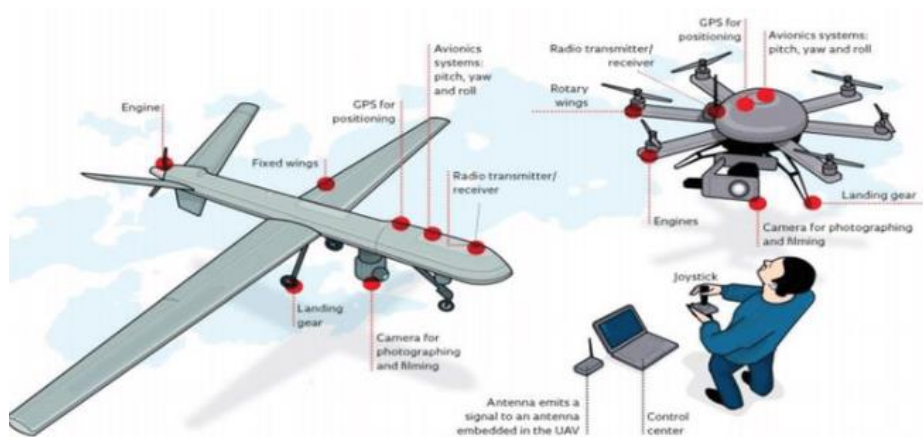 Engine
Fixed wings
GPS for
positioning
Avionics
systems:
pitch, yaw
and roll
Radio transmitter/
receiver
Landing
gear
Camera for
photographing
and filming
Radio transmitter/
receiver
GPS for
positioning
Avionics systems:
pitch, yaw and roll
Rotary
wings
Engines
Landing gear
Camera for photographing
and filming
Joystick
Antenna emits a
signal to an antenna
embedded in the UAV
Control
center